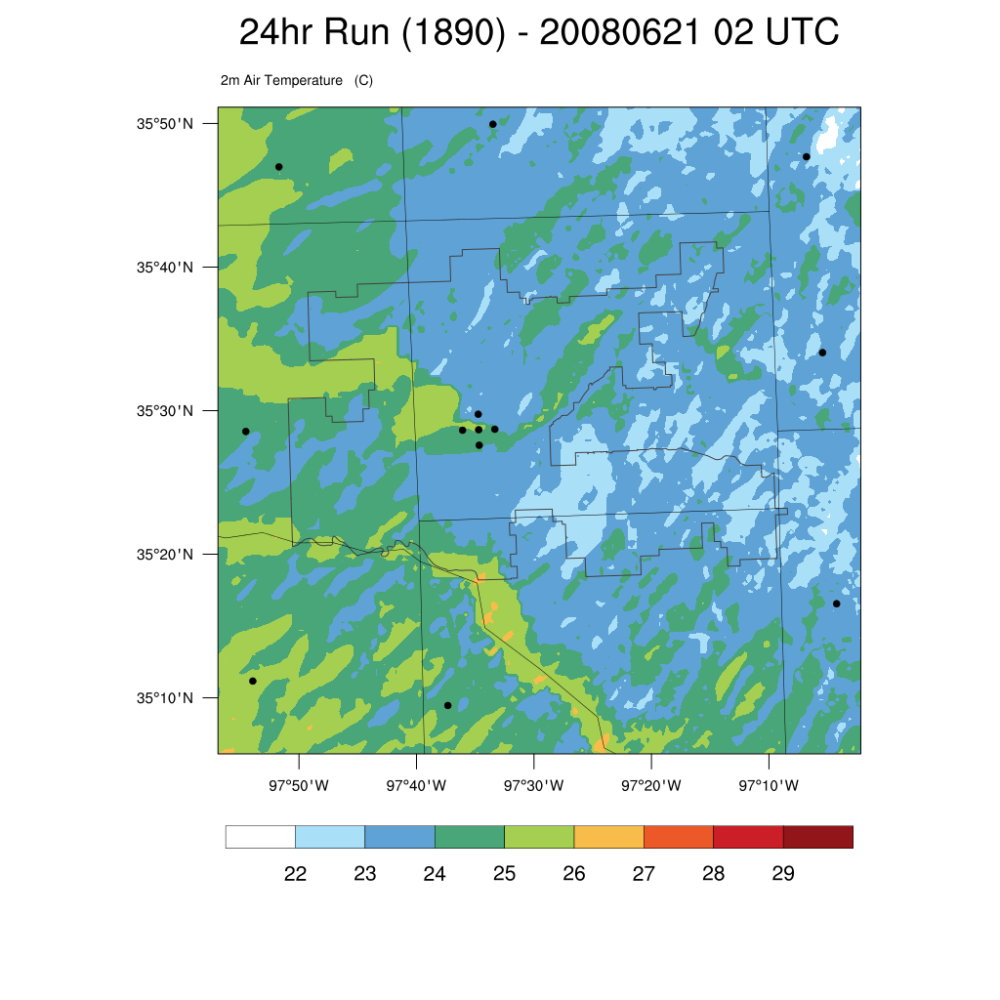 24hr Run (1890) - 20080621 02 UTC
2m Air Temperature (C)
35°50'N
35°40'N
35°30'N
35°20'N
35°10'N
97°50'W 97°40'W 97°30'W 97°20'W 97°10'W
22 23 24 25 26 27 28 29